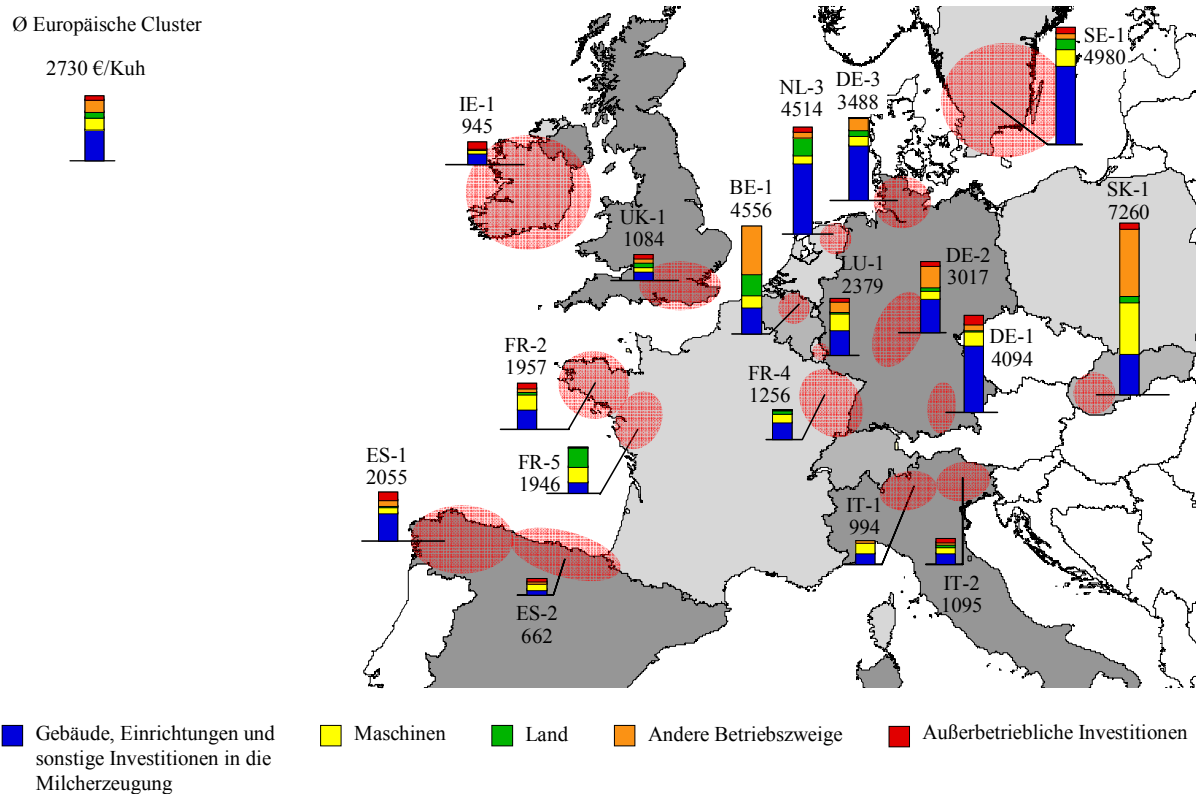 Ø Europäische Cluster
2730 €/Kuh
SE-1
4980
DE-3
3488
NL-3
4514
IE-1
945
BE-1
4556
SK-1
7260
UK-1
1084
LU-1
2379
DE-2
3017
DE-1
4094
FR-2
1957
FR-4
1256
ES-1
2055
FR-5
1946
IT-1
994
IT-2
1095
ES-2
662
Gebäude, Einrichtungen und
sonstige Investitionen in die
Milcherzeugung
Maschinen
Land
Andere Betriebszweige
Außerbetriebliche Investitionen